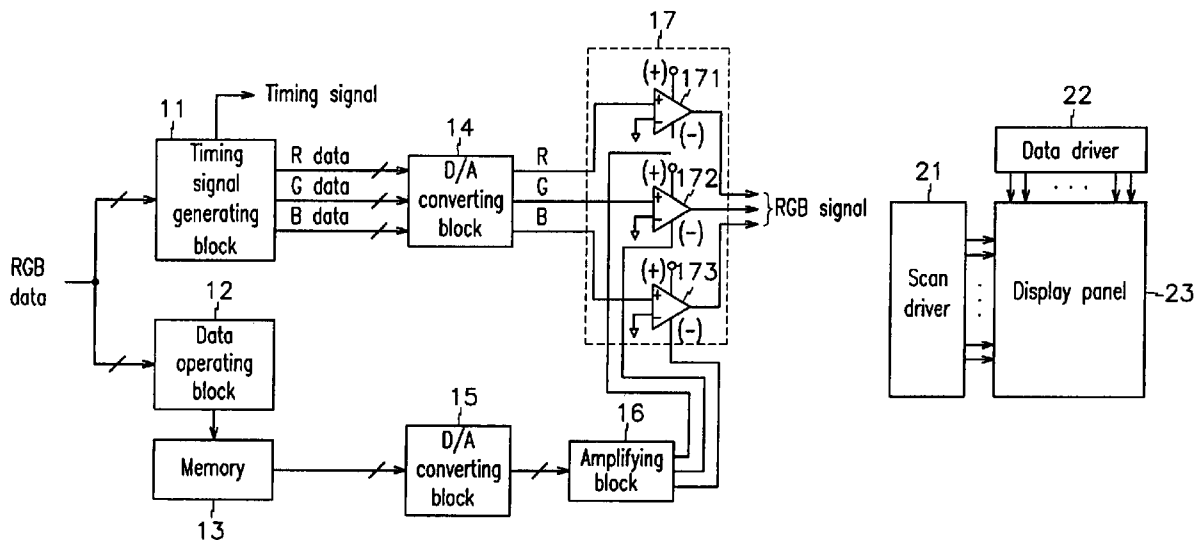 17
(+)
171
(-)
Timing signal
11
Timing
signal
generating
block
R data
G data
B data
14
D/A
converting
block
R
G
B
(+)
172
(-)
RGB signal
(+)
173
(-)
RGB
data
12
Data
operating
block
Memory
13
15
D/A
converting
block
16
Amplifying
block
22
Data driver
21
Scan
driver
Display panel
23